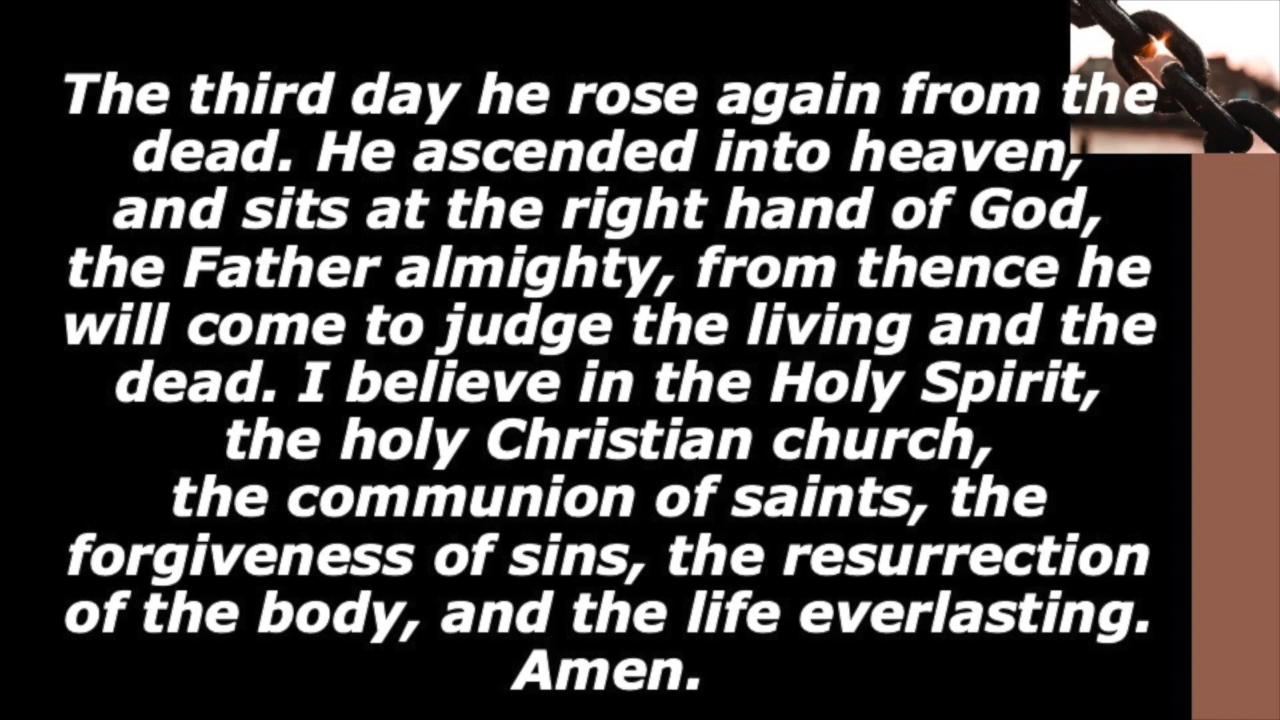 The third day he rose again from the
dead. He ascended into heaven,
and sits at the right hand of God,
the Father almighty, from thence he
will come to judge the living and the
dead. I believe in the Holy Spirit,
the holy Christian church,
the communion of saints, the
forgiveness of sins, the resurrection
of the body, and the life everlasting.
Amen.